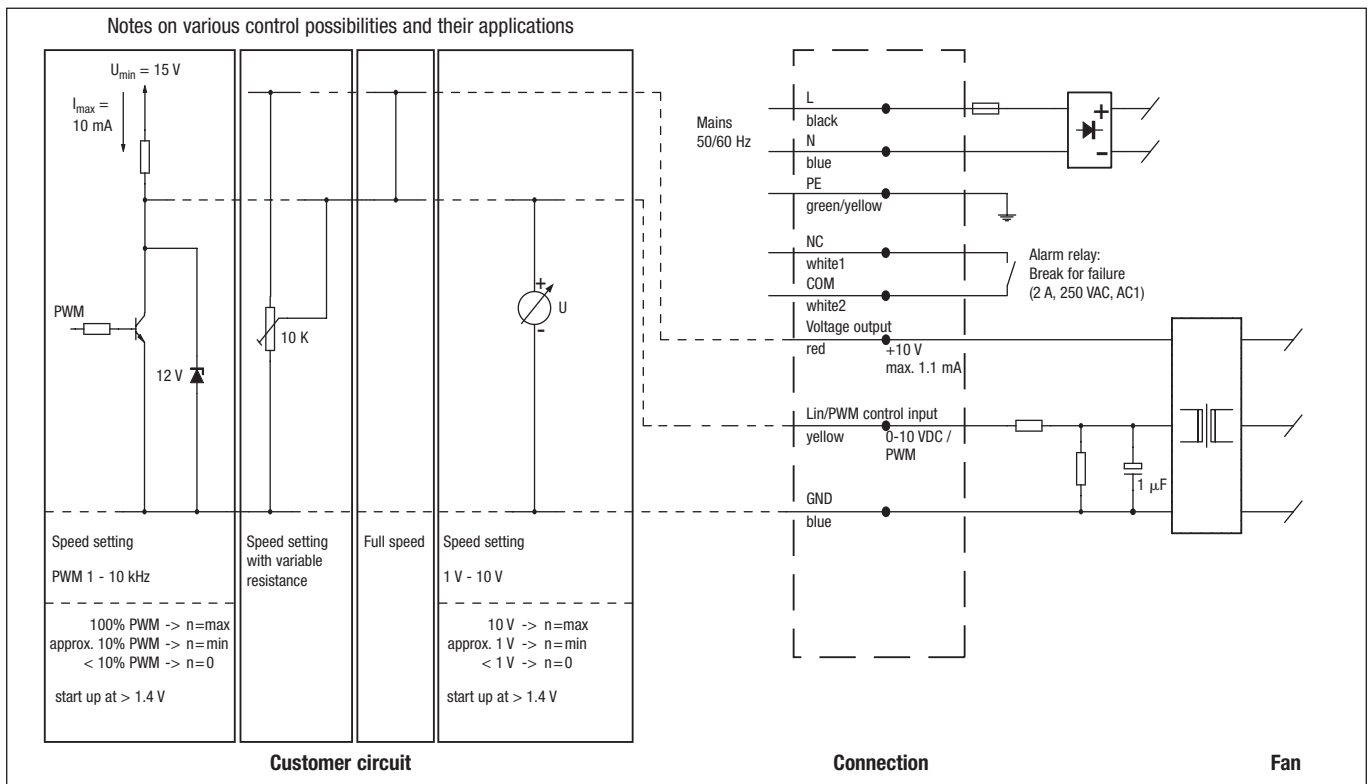 Notes on various control possibilities and their applications
Umin = 15 V
Imax =
10 mA
PWM
12 V
10 K
+
U
-
Speed setting
PWM 1 - 10 kHz
100% PWM -> n=max
approx. 10% PWM -> n=min
< 10% PWM -> n=0
start up at > 1.4 V
Speed setting
with variable
resistance
Full speed
Speed setting
1 V - 10 V
10 V -> n=max
approx. 1 V -> n=min
< 1 V -> n=0
start up at > 1.4 V
Mains
50/60 Hz
L
black
N
blue
PE
green/yellow
NC
white1
COM
white2
Voltage output
red
+10 V
max. 1.1 mA
Lin/PWM control input
yellow
0-10 VDC /
PWM
GND
blue
+
-
Alarm relay:
Break for failure
(2 A, 250 VAC, AC1)
1 µF
Customer circuit
Connection
Fan